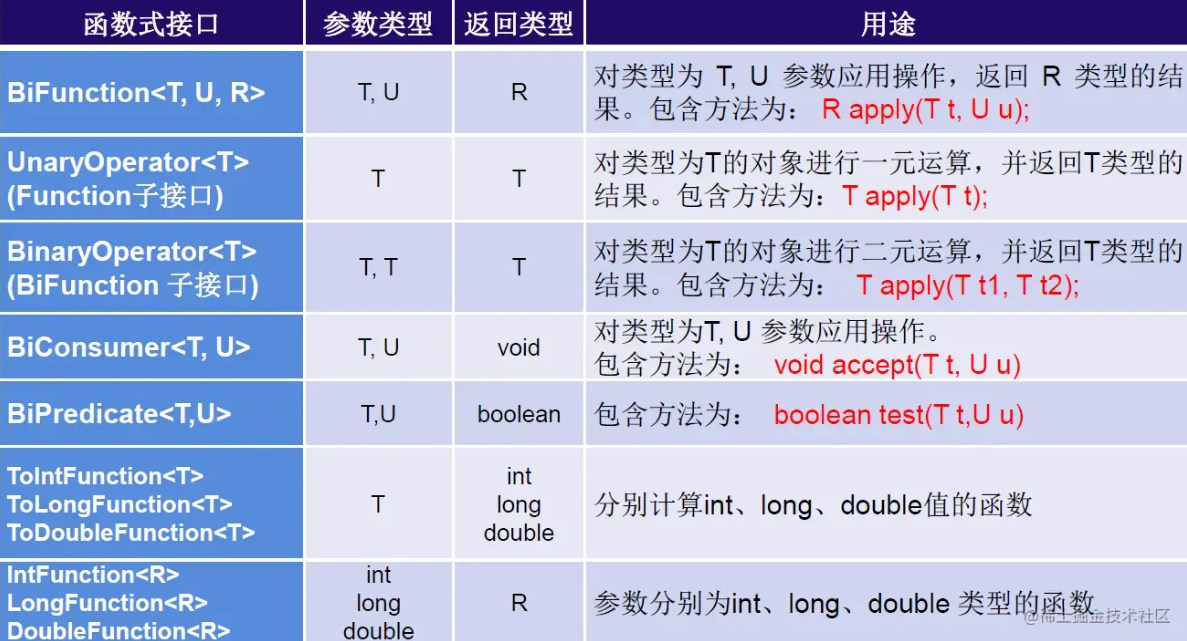 函数式接口 参数类型 返回类型 用途
BiFunction<T, U, R> T, U R 对类型为 T, U 参数应用操作，返回 R 类型的结
果。包含方法为： R apply(T t, U u);
UnaryOperator<T>
(Function子接口) T T 对类型为T的对象进行一元运算，并返回T类型的
结果。包含方法为：T apply(T t);
BinaryOperator<T>
(BiFunction 子接口) T, T T 对类型为T的对象进行二元运算，并返回T类型的
结果。包含方法为： T apply(T t1, T t2);
BiConsumer<T, U> T, U void 对类型为T, U 参数应用操作。
包含方法为： void accept(T t, U u)
BiPredicate<T,U> T,U boolean 包含方法为： boolean test(T t,U u)
ToIntFunction<T>
ToLongFunction<T>
ToDoubleFunction<T>
T
int
long
double
分别计算int、long、double值的函数
IntFunction<R>
LongFunction<R>
DoubleFunction<R>
int
long
double
R
参数分别为int、long、double 类型的函数
@稀土掘金技术社区